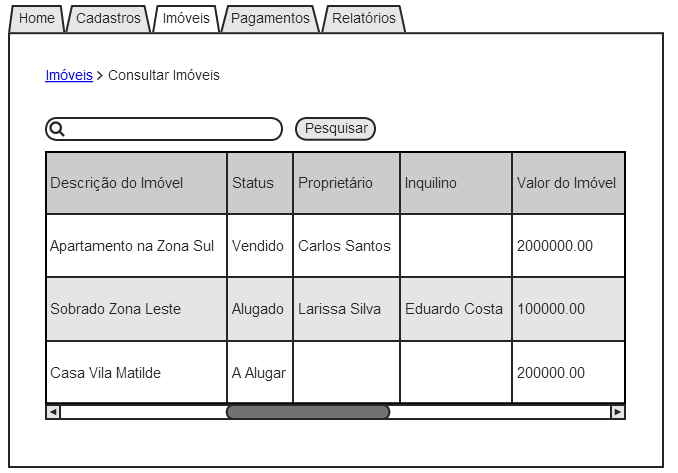 Home Cadastros Imóveis Pagamentos Relatórios
Imóveis > Consultar Imóveis
Pesquisar
Descrição do Imóvel Status Proprietário Inquilino Valor do Imóvel
Apartamento na Zona Sul Vendido Carlos Santos 2000000.00
Sobrado Zona Leste Alugado Larissa Silva Eduardo Costa 100000.00
Casa Vila Matilde A Alugar 200000.00